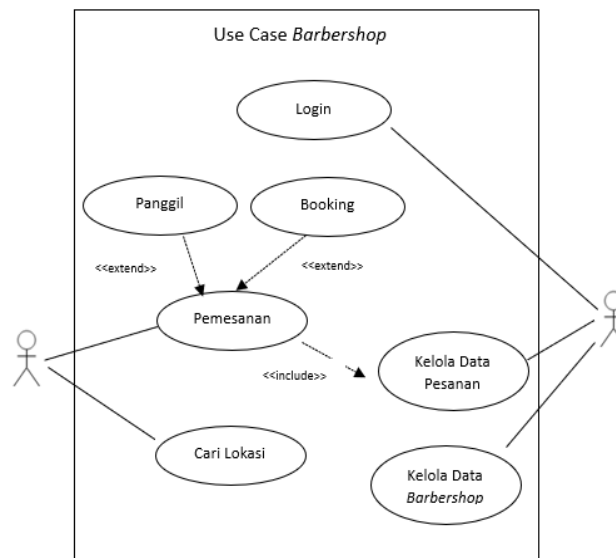 Use Case Barbershop
Login
Panggil
Booking
<<extend>>
<<extend>>
Pemesanan
<<include>>
Kelola Data
Pesanan
Cari Lokasi
Kelola Data
Barbershop